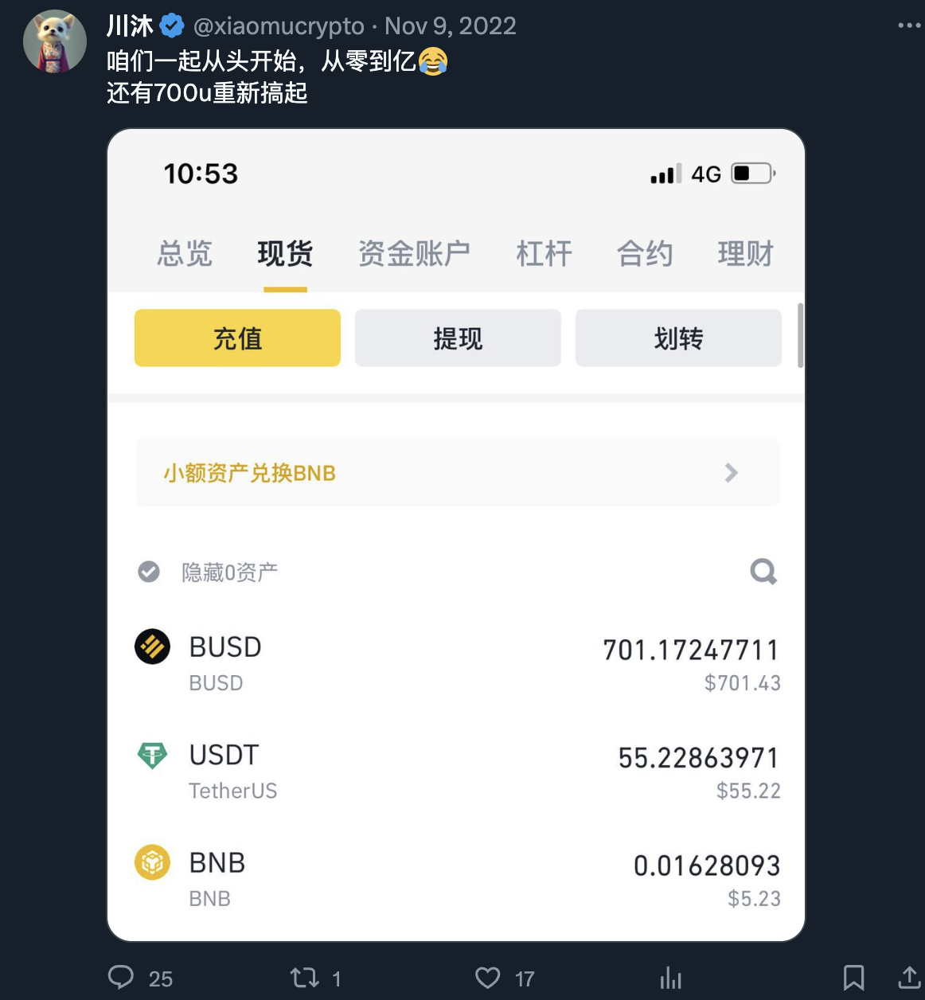 川沐 @xiaomucrypto · Nov 9, 2022
咱们一起从头开始，从零到亿😂
还有700u重新搞起
10:53 4G
总览 现货 资金账户 杠杆 合约 理财
充值 提现 划转
小额资产兑换BNB
隐藏0资产
BUSD 701.17247711
BUSD $701.43
USDT 55.22863971
TetherUS $55.22
BNB 0.01628093
BNB $5.23
25 1 17